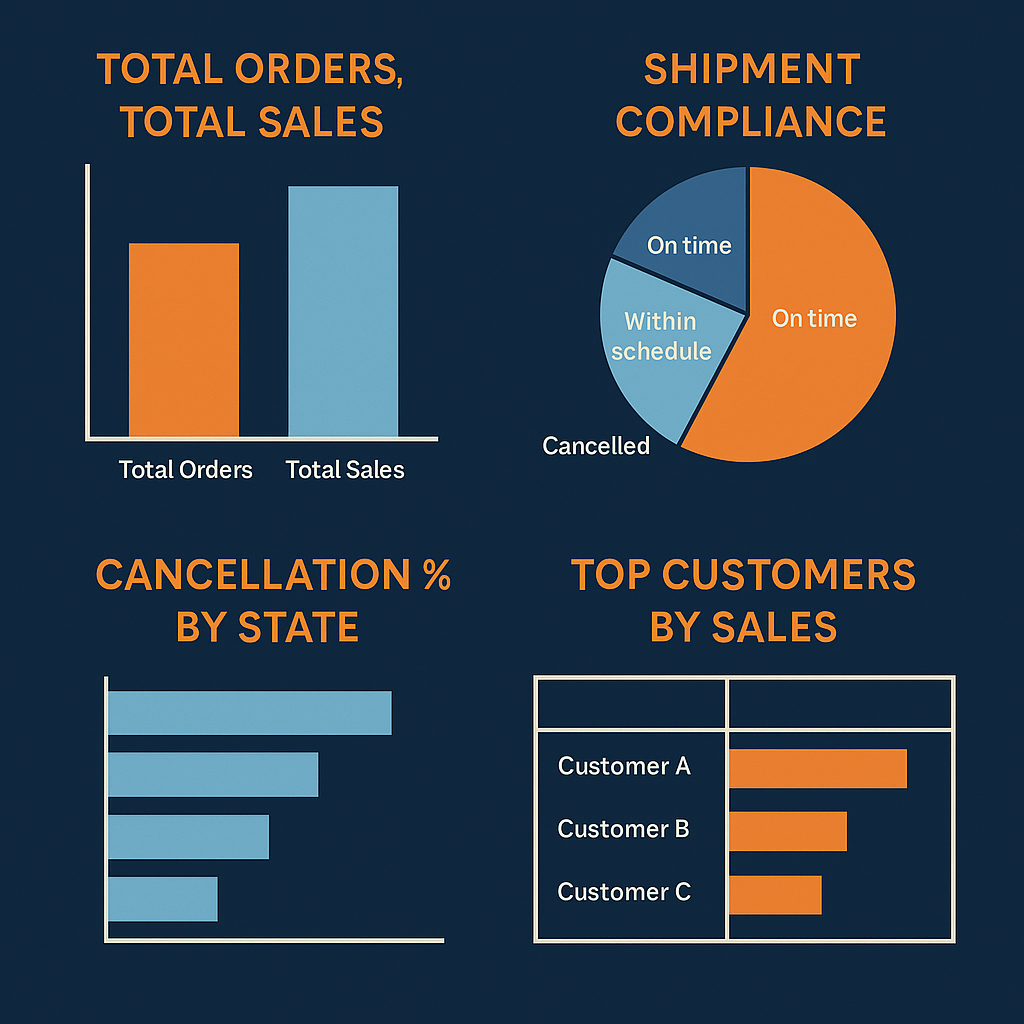 TOTAL ORDERS,
TOTAL SALES
Total Orders
Total Sales
SHIPMENT
COMPLIANCE
On time
On time
Within
schedule
Cancelled
CANCELLATION %
BY STATE
TOP CUSTOMERS
BY SALES
Customer A
Customer B
Customer C